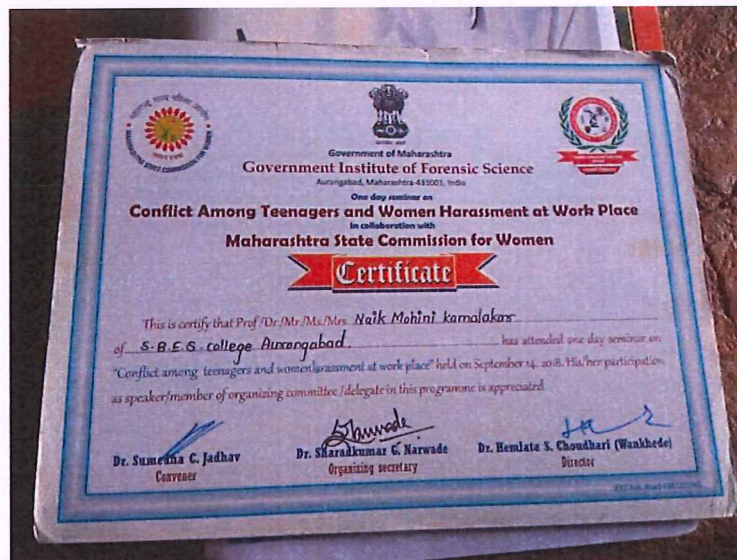 MAHARASHTRA STATE COMMISSION FOR WOMEN
Government of Maharashtra
Government Institute of Forensic Science
Aurangabad, Maharashtra-431001, India
One day seminar on
Conflict Among Teenagers and Women Harassment at Work Place
In collaboration with
Maharashtra State Commission for Women
Certificate
This is certify that Prof/Dr./Mr./Ms./Mrs. Naik Mohini kamalakar
of S.B.E.S. college Aurangabad. has attended one day seminar on
"Conflict among teenagers and women harassment at work place" held on September 14, 2018. His/her participation
as speaker/member of organizing committee /delegate in this programme is appreciated
Dr. Sumedha C. Jadhav
Convener
Dr. Sharadkumar G. Narwade
Organizing secretary
Dr. Hemlata S. Choudhari (Wankhede)
Director